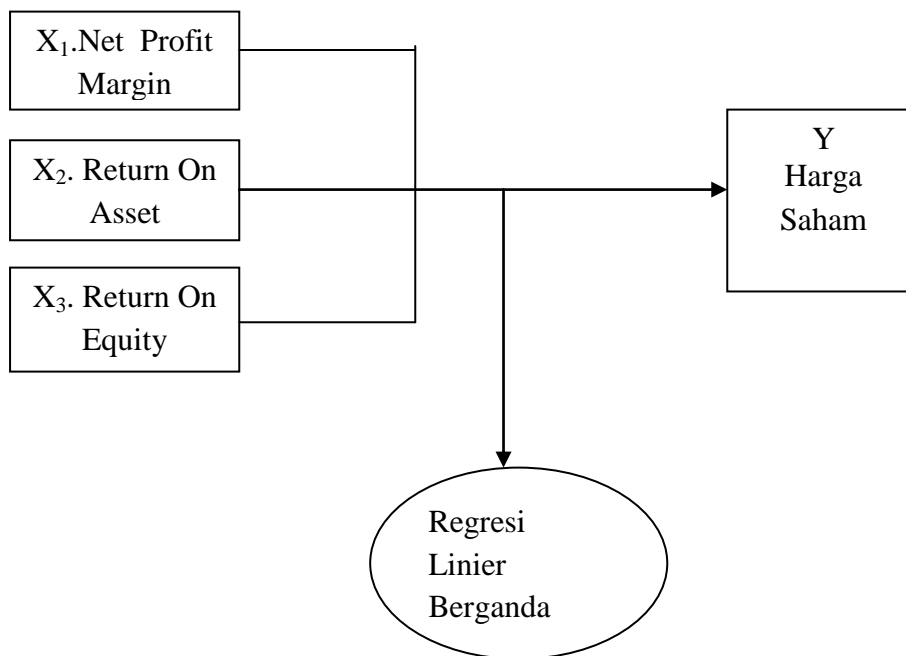 X₁.Net Profit
Margin
X₂. Return On
Asset
X₃. Return On
Equity
Y
Harga
Saham
Regresi
Linier
Berganda